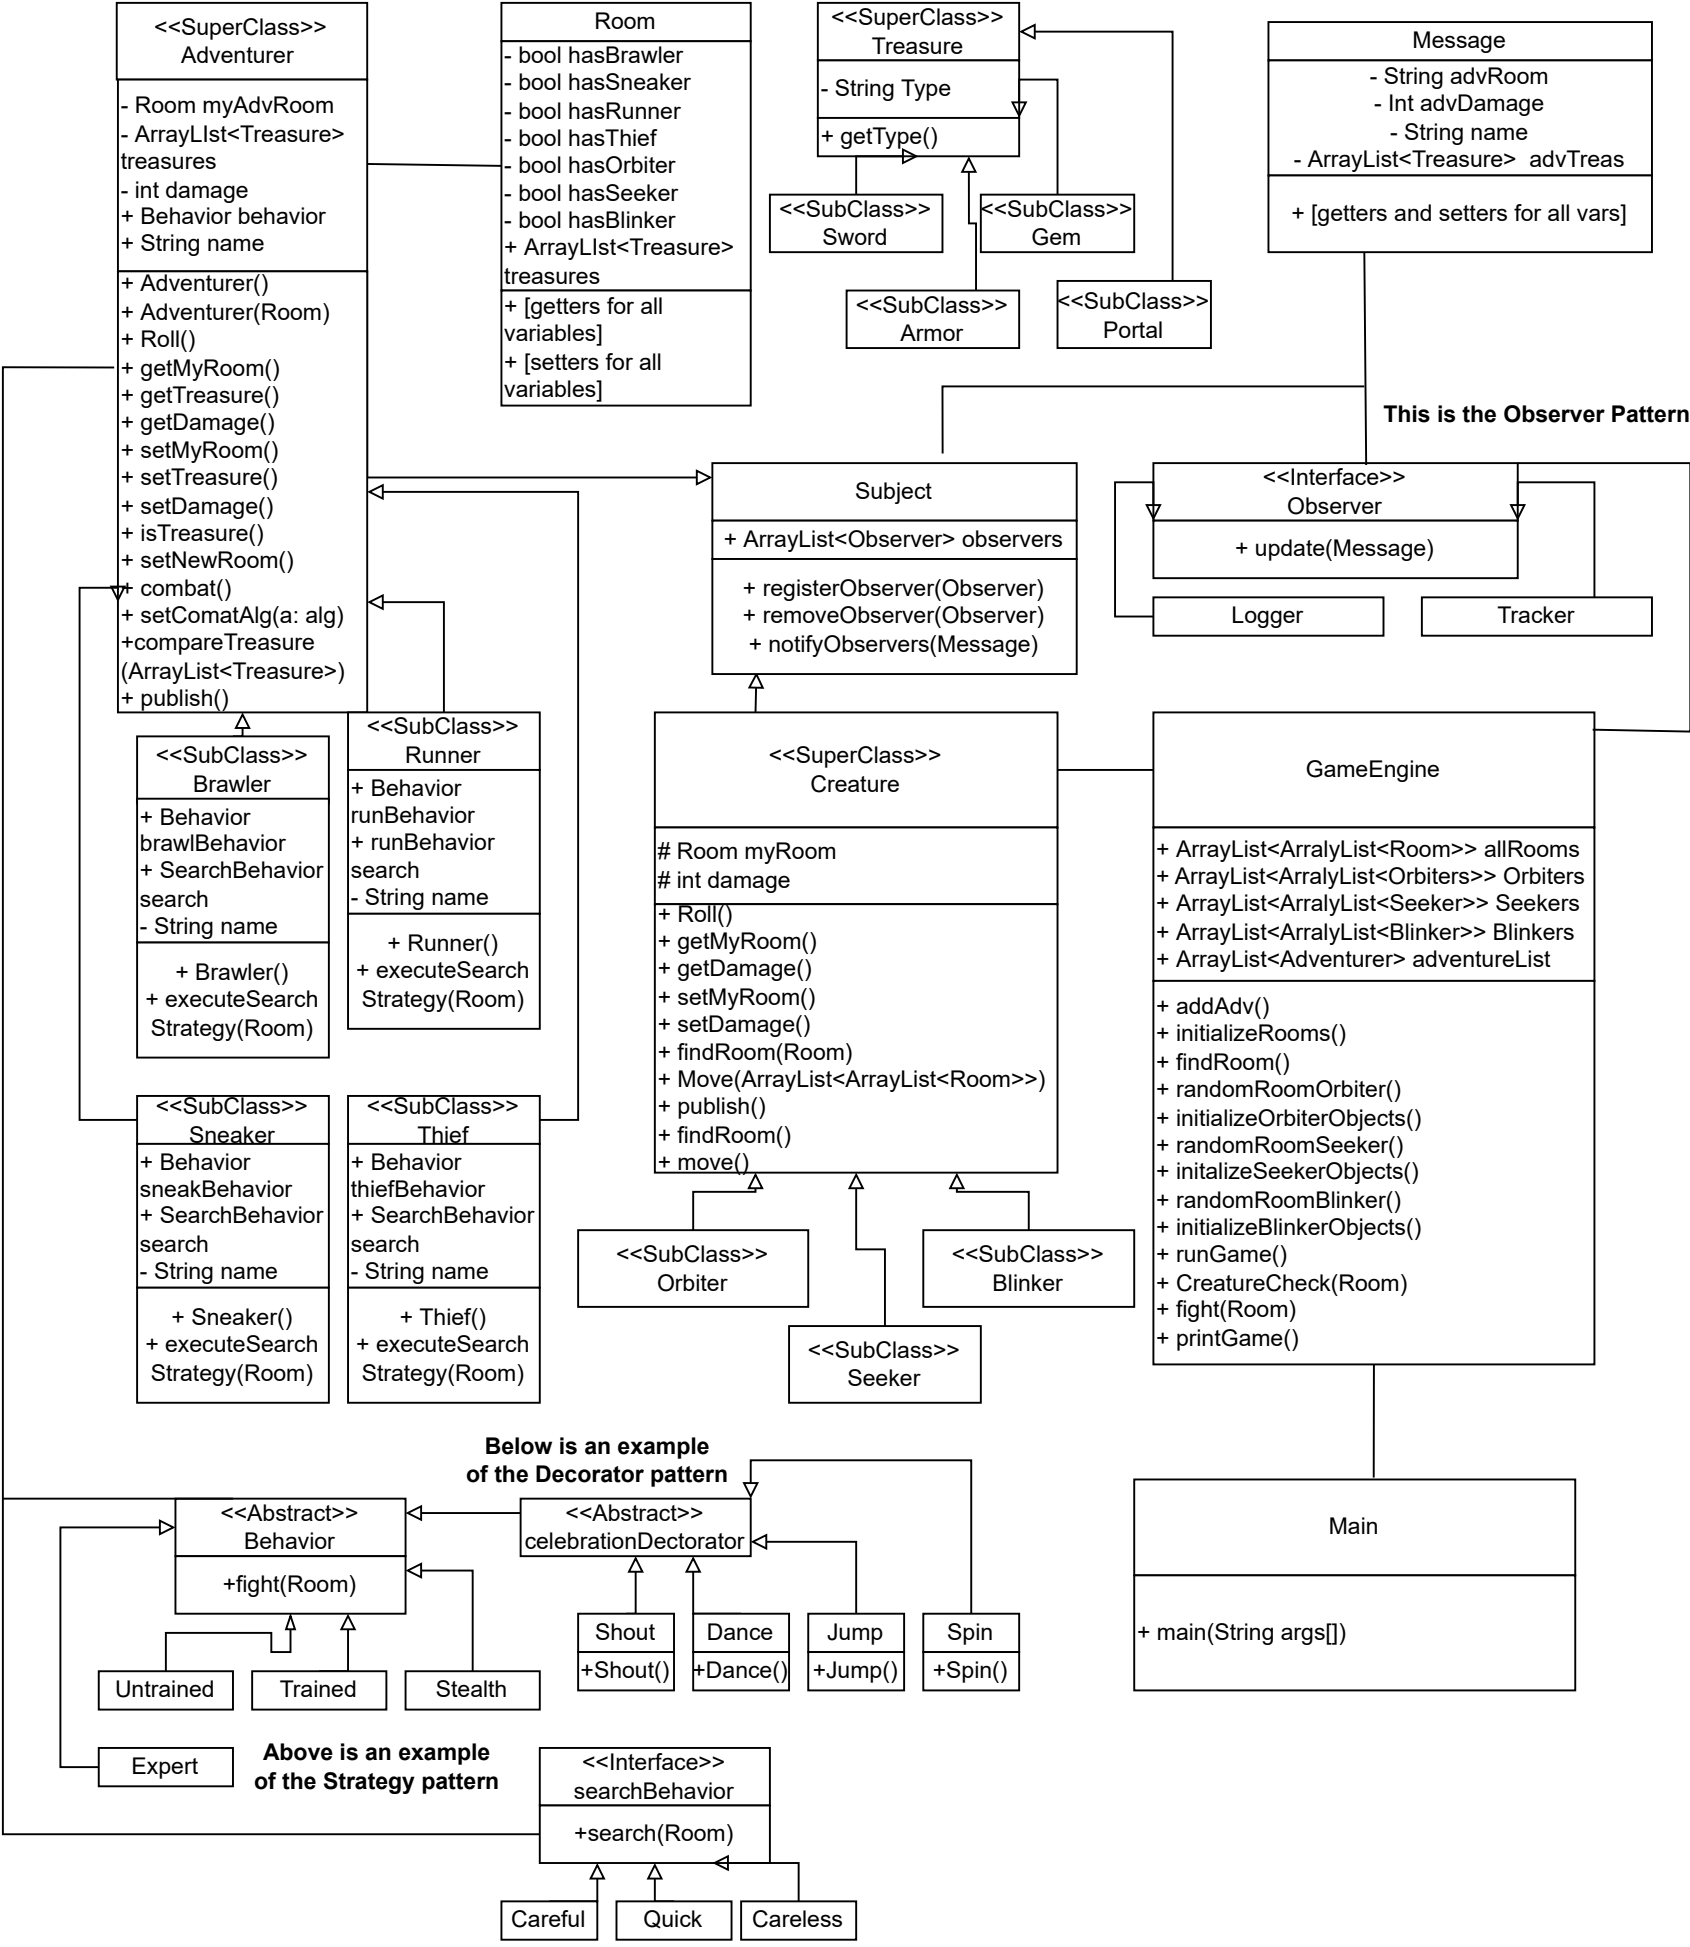 <<SuperClass>>
Adventurer
- Room myAdvRoom
- ArrayLIst<Treasure>
treasures
- int damage
+ Behavior behavior
+ String name
+ Adventurer()
+ Adventurer(Room)
+ Roll()
+ getMyRoom()
+ getTreasure()
+ getDamage()
+ setMyRoom()
+ setTreasure()
+ setDamage()
+ isTreasure()
+ setNewRoom()
+ combat()
+ setComatAlg(a: alg)
+compareTreasure
(ArrayList<Treasure>)
+ publish()
Room
- bool hasBrawler
- bool hasSneaker
- bool hasRunner
- bool hasThief
- bool hasOrbiter
- bool hasSeeker
- bool hasBlinker
+ ArrayLIst<Treasure>
treasures
+ [getters for all
variables]
+ [setters for all
variables]
<<SuperClass>>
Treasure
- String Type
+ getType()
<<SubClass>>
Sword
<<SubClass>>
Gem
<<SubClass>>
Armor
<<SubClass>>
Portal
Message
- String advRoom
- Int advDamage
- String name
- ArrayList<Treasure>  advTreas
+ [getters and setters for all vars]
This is the Observer Pattern
Subject
+ ArrayList<Observer> observers
+ registerObserver(Observer)
+ removeObserver(Observer)
+ notifyObservers(Message)
<<Interface>>
Observer
+ update(Message)
Logger
Tracker
<<SubClass>>
Brawler
+ Behavior
brawlBehavior
+ SearchBehavior
search
- String name
+ Brawler()
+ executeSearch
Strategy(Room)
<<SubClass>>
Runner
+ Behavior
runBehavior
+ runBehavior
search
- String name
+ Runner()
+ executeSearch
Strategy(Room)
<<SuperClass>>
Creature
# Room myRoom
# int damage
+ Roll()
+ getMyRoom()
+ getDamage()
+ setMyRoom()
+ setDamage()
+ findRoom(Room)
+ Move(ArrayList<ArrayList<Room>>)
+ publish()
+ findRoom()
+ move()
GameEngine
+ ArrayList<ArralyList<Room>> allRooms
+ ArrayList<ArralyList<Orbiters>> Orbiters
+ ArrayList<ArralyList<Seeker>> Seekers
+ ArrayList<ArralyList<Blinker>> Blinkers
+ ArrayList<Adventurer> adventureList
+ addAdv()
+ initializeRooms()
+ findRoom()
+ randomRoomOrbiter()
+ initializeOrbiterObjects()
+ randomRoomSeeker()
+ initalizeSeekerObjects()
+ randomRoomBlinker()
+ initializeBlinkerObjects()
+ runGame()
+ CreatureCheck(Room)
+ fight(Room)
+ printGame()
<<SubClass>>
Sneaker
+ Behavior
sneakBehavior
+ SearchBehavior
search
- String name
+ Sneaker()
+ executeSearch
Strategy(Room)
<<SubClass>>
Thief
+ Behavior
thiefBehavior
+ SearchBehavior
search
- String name
+ Thief()
+ executeSearch
Strategy(Room)
<<SubClass>>
Orbiter
<<SubClass>>
Blinker
<<SubClass>>
Seeker
Below is an example
of the Decorator pattern
<<Abstract>>
Behavior
+fight(Room)
<<Abstract>>
celebrationDectorator
Shout
+Shout()
Dance
+Dance()
Jump
+Jump()
Spin
+Spin()
Main
+ main(String args[])
Untrained
Trained
Stealth
Expert
Above is an example
of the Strategy pattern
<<Interface>>
searchBehavior
+search(Room)
Careful
Quick
Careless